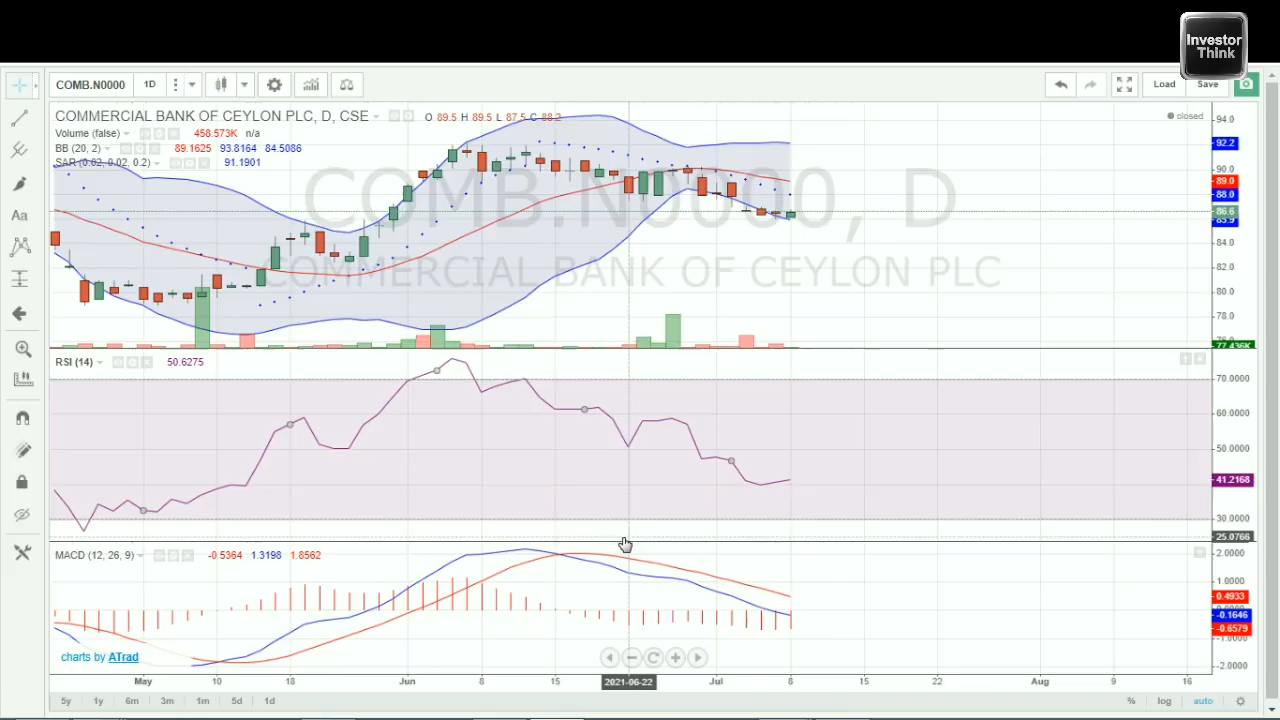 Investor
Think
COMB.N0000 1D Load Save
COMMERCIAL BANK OF CEYLON PLC, D, CSE O 89.5 H 89.5 L 87.5 C 88.2 closed
Volume (false) 458.573K n/a
BB (20, 2) 89.1625 93.8164 84.5086
SAR (0.02, 0.02, 0.2) 91.1901
COMB.N0000, D
COMMERCIAL BANK OF CEYLON PLC
94.0
92.2
90.0
89.0
88.0
86.6
85.9
84.0
82.0
80.0
78.0
77.436K
RSI (14) 50.6275
70.0000
60.0000
50.0000
41.2168
30.0000
25.0766
MACD (12, 26, 9) -0.5364 1.3198 1.8562
2.0000
1.0000
0.4933
-0.1646
-0.6579
-1.0000
-2.0000
charts by ATrad
May 10 18 Jun 8 15 2021-06-22 Jul 8 15 22 Aug 9 16
5y 1y 6m 3m 1m 5d 1d % log auto
Aa